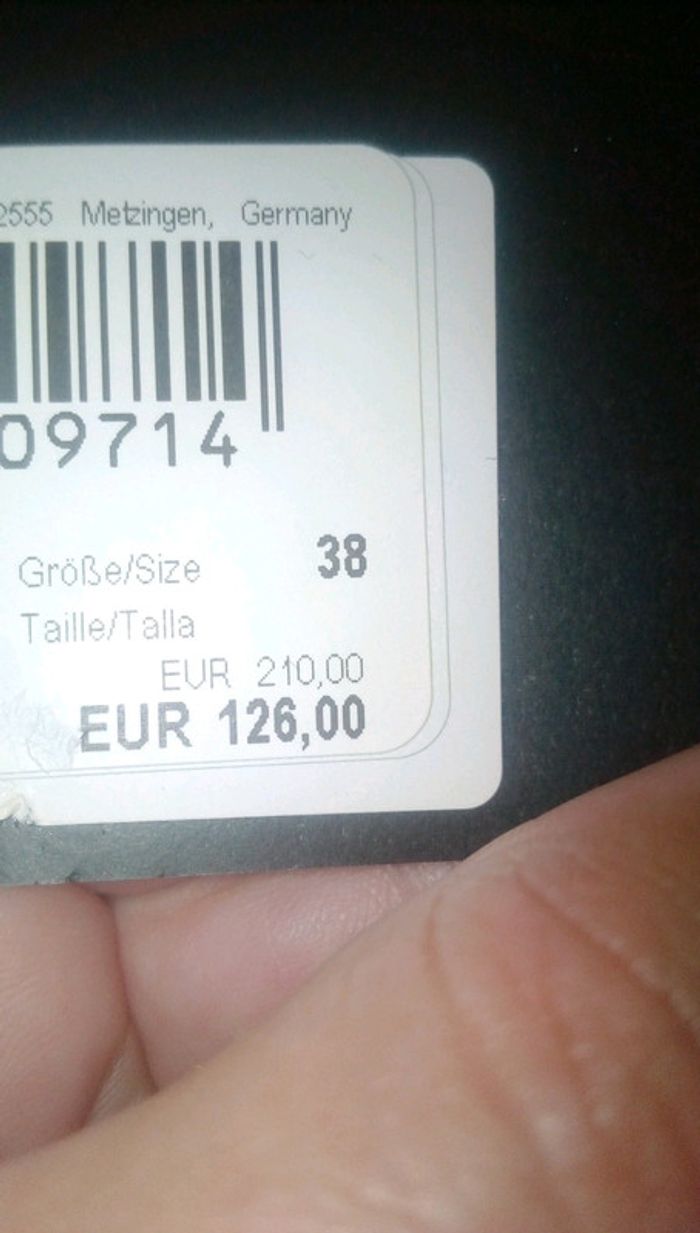 2555 Metzingen, Germany
09714
Größe/Size 38
Taille/Talla
EUR 210,00
EUR 126,00